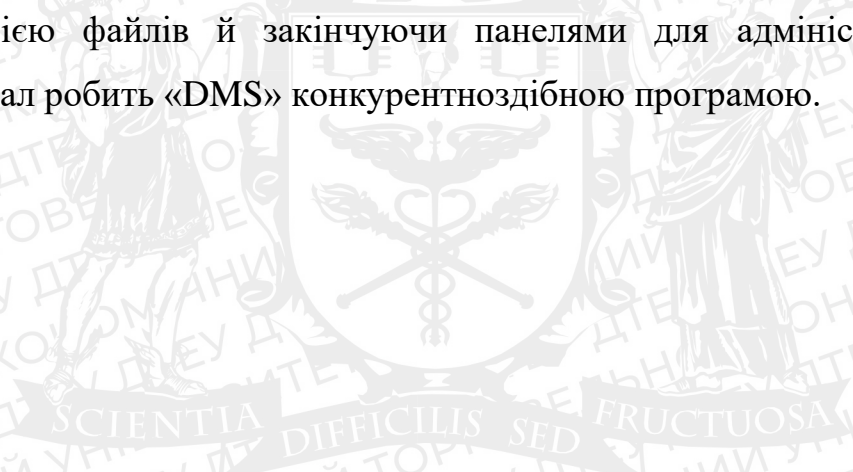 ією файлів й закінчуючи панелями для адмініс
ал робить «DMS» конкурентноздібною програмою.
SCIENTIA DIFFICILIS SED FRUCTUOSA